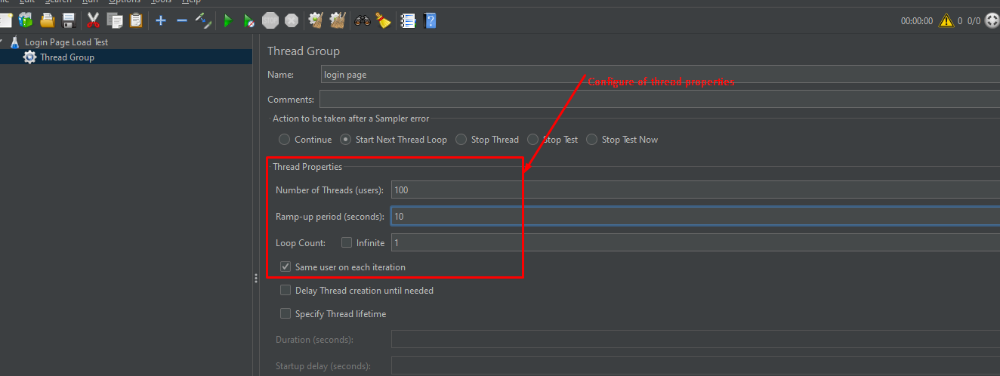 Edit Search Run Options Tools Help
00:00:00 0 0/0
Login Page Load Test
Thread Group
Thread Group
Name: login page
Configure of thread properties
Comments:
Action to be taken after a Sampler error
Continue Start Next Thread Loop Stop Thread Stop Test Stop Test Now
Thread Properties
Number of Threads (users): 100
Ramp-up period (seconds): 10
Loop Count: Infinite 1
Same user on each iteration
Delay Thread creation until needed
Specify Thread lifetime
Duration (seconds):
Startup delay (seconds):